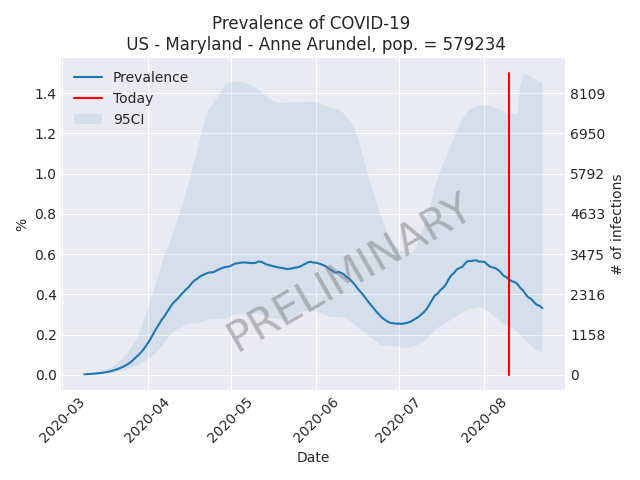 Prevalence of COVID-19
US - Maryland - Anne Arundel, pop. = 579234
Prevalence
Today
95CI
1.4
1.2
1.0
0.8
0.6
0.4
0.2
0.0
%
8109
6950
5792
4633
3475
2316
1158
0
# of infections
PRELIMINARY
2020-03
2020-04
2020-05
2020-06
2020-07
2020-08
Date